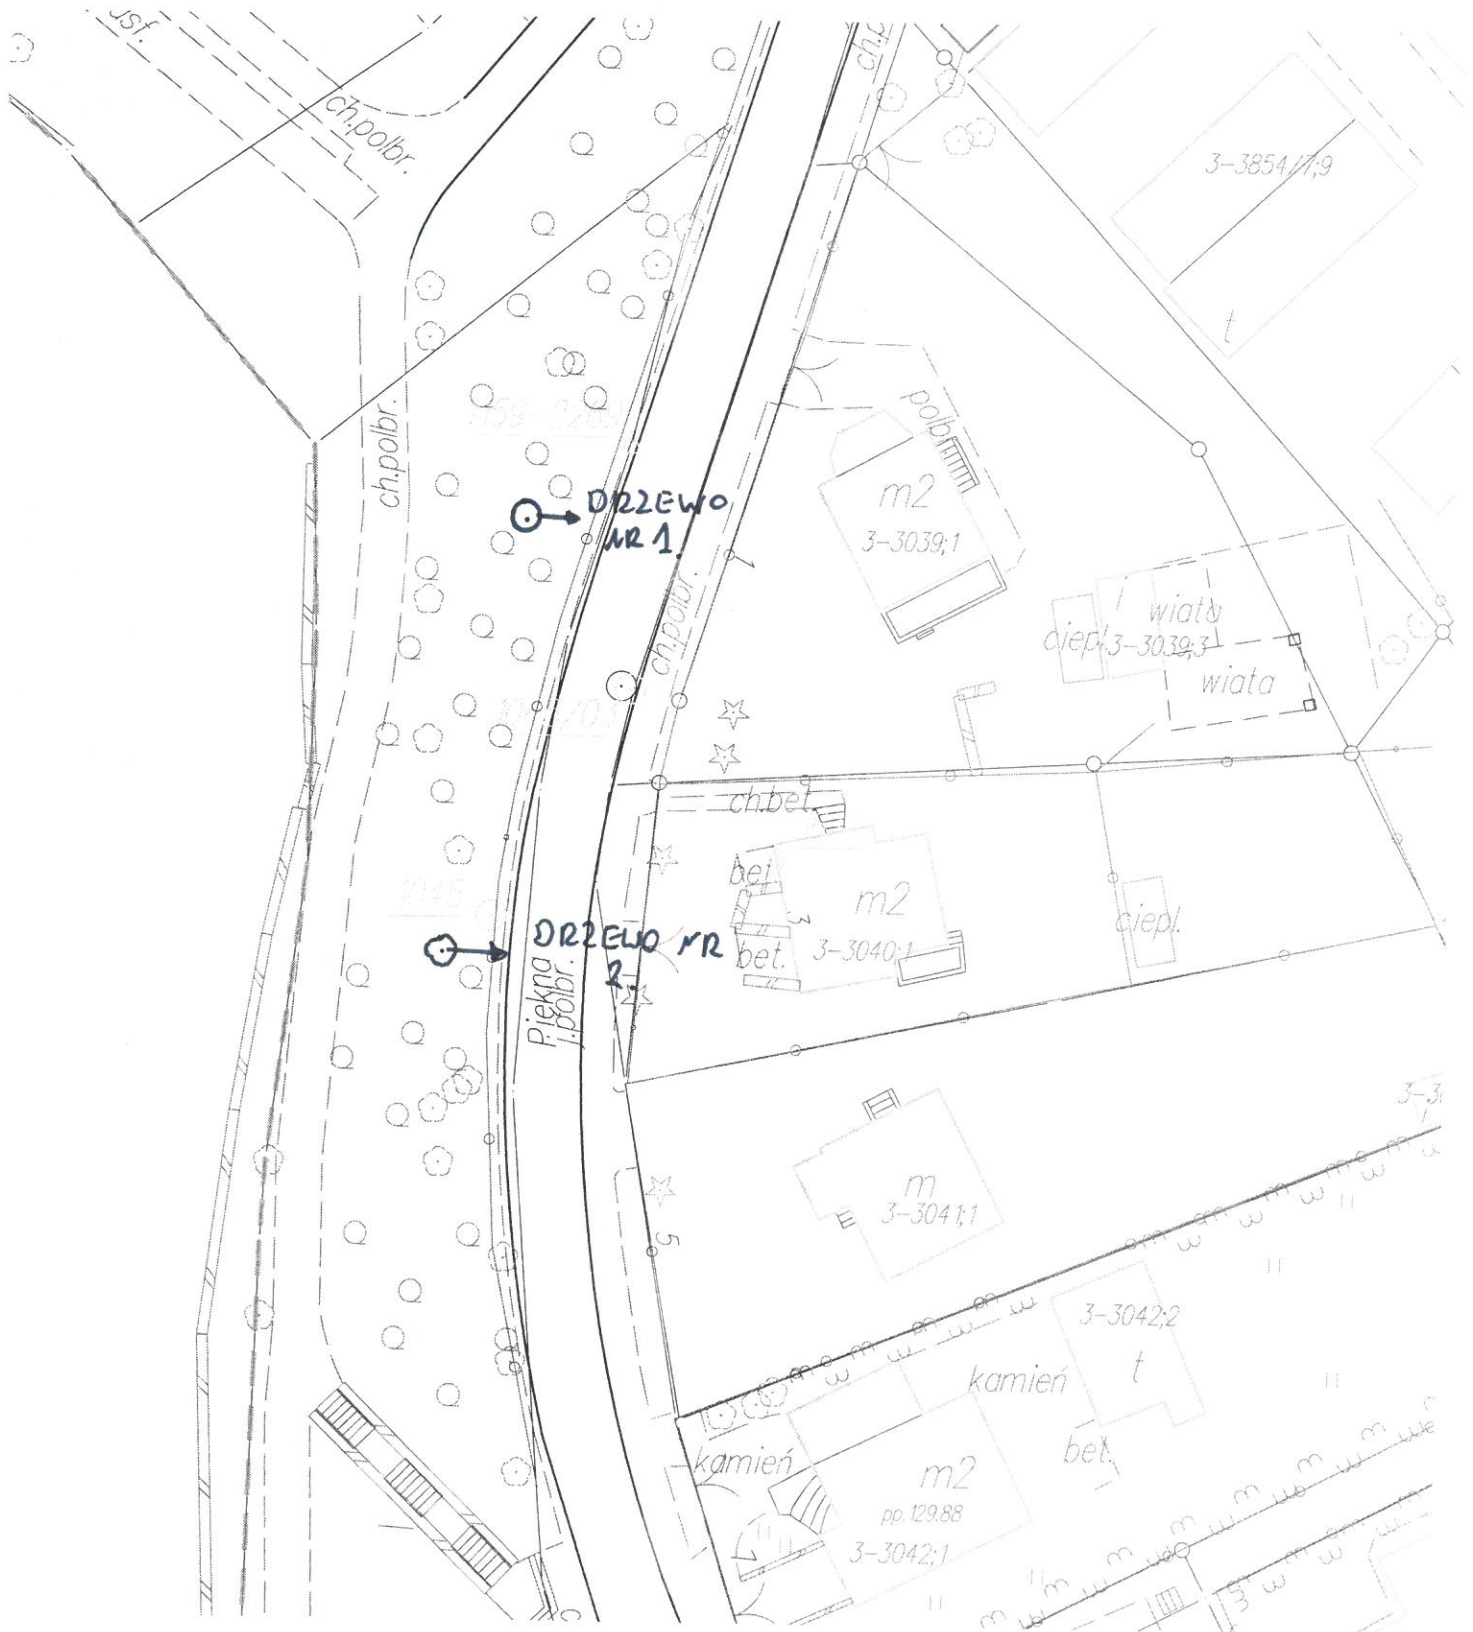 ch.polbr.
3-3854/7;9
t
ch.polbr.
polbr.
m2
3-3039;1
DRZEWO
NR 1.
ch.polbr.
wiata
ciepl.
3-3039;3
wiata
ch.bet.
bet.
m2
3
3-3040;1
bet.
ciepl.
1045
DRZEWO NR
2.
Piękna
j.polbr.
m
3-3041;1
5
3-3042;2
t
kamień
bet.
kamień
m2
pp.129.88
3-3042;1
7